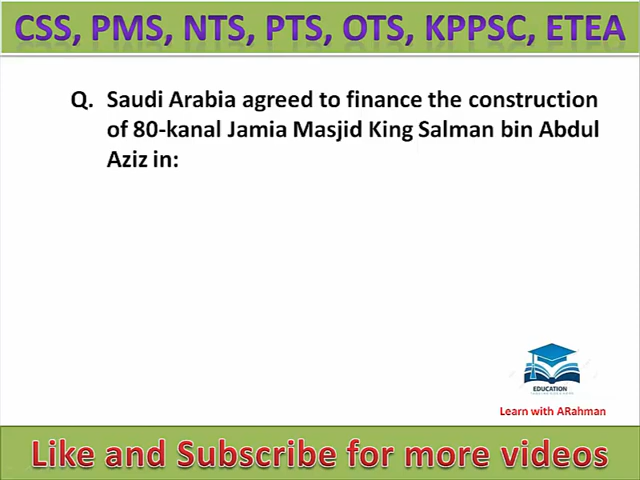 CSS, PMS, NTS, PTS, OTS, KPPSC, ETEA
Q. Saudi Arabia agreed to finance the construction
of 80-kanal Jamia Masjid King Salman bin Abdul
Aziz in:
EDUCATION
Learn with ARahman
Like and Subscribe for more videos